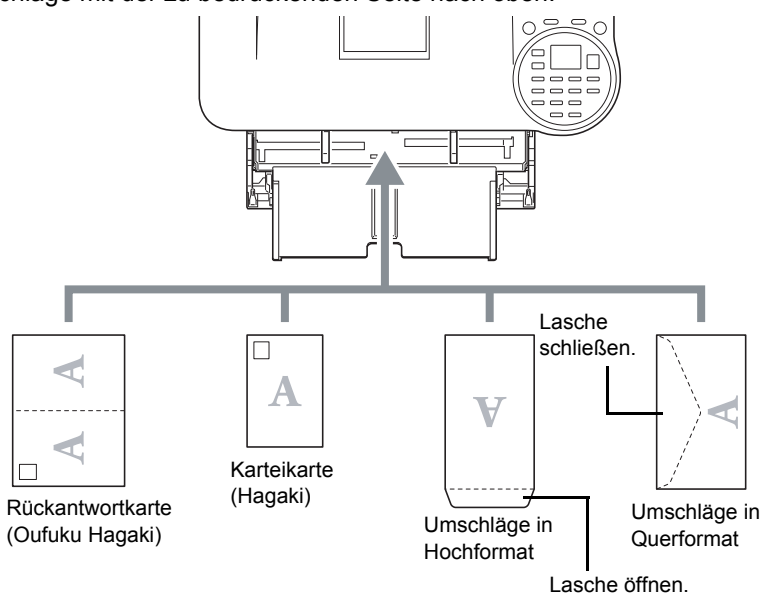 mit der zu bedruckenden Seite nach oben.
A
A
A
A
A
Lasche
schließen.
Rückantwortkarte
(Oufuku Hagaki)
Karteikarte
(Hagaki)
Umschläge in
Hochformat
Umschläge in
Querformat
Lasche öffnen.